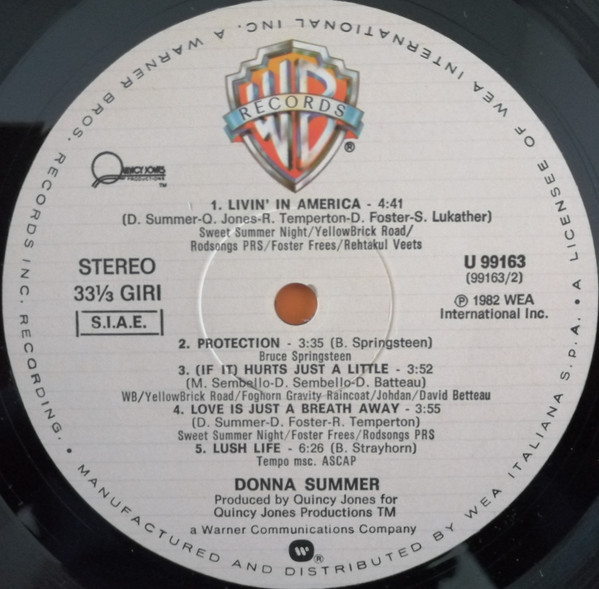 A WARNER BROS. RECORDS INC. RECORDING. • MANUFACTURED AND DISTRIBUTED BY WEA ITALIANA S.P.A. • A LICENSEE OF WEA INTERNATIONAL INC.
WB
RECORDS
®
QUINCY JONES
PRODUCTIONS
TM
1. LIVIN' IN AMERICA - 4:41
(D. Summer-Q. Jones-R. Temperton-D. Foster-S. Lukather)
Sweet Summer Night/YellowBrick Road/
Rodsongs PRS/Foster Frees/Rehtakul Veets
STEREO
33⅓ GIRI
S.I.A.E.
U 99163
(99163/2)
℗ 1982 WEA
International Inc.
2. PROTECTION - 3:35 (B. Springsteen)
Bruce Springsteen
3. (IF IT) HURTS JUST A LITTLE - 3:52
(M. Sembello-D. Sembello-D. Batteau)
WB/YellowBrick Road/Foghorn Gravity Raincoat/Johdan/David Betteau
4. LOVE IS JUST A BREATH AWAY - 3:55
(D. Summer-D. Foster-R. Temperton)
Sweet Summer Night/Foster Frees/Rodsongs PRS
5. LUSH LIFE - 6:26 (B. Strayhorn)
Tempo msc. ASCAP
DONNA SUMMER
Produced by Quincy Jones for
Quincy Jones Productions TM
a Warner Communications Company
®